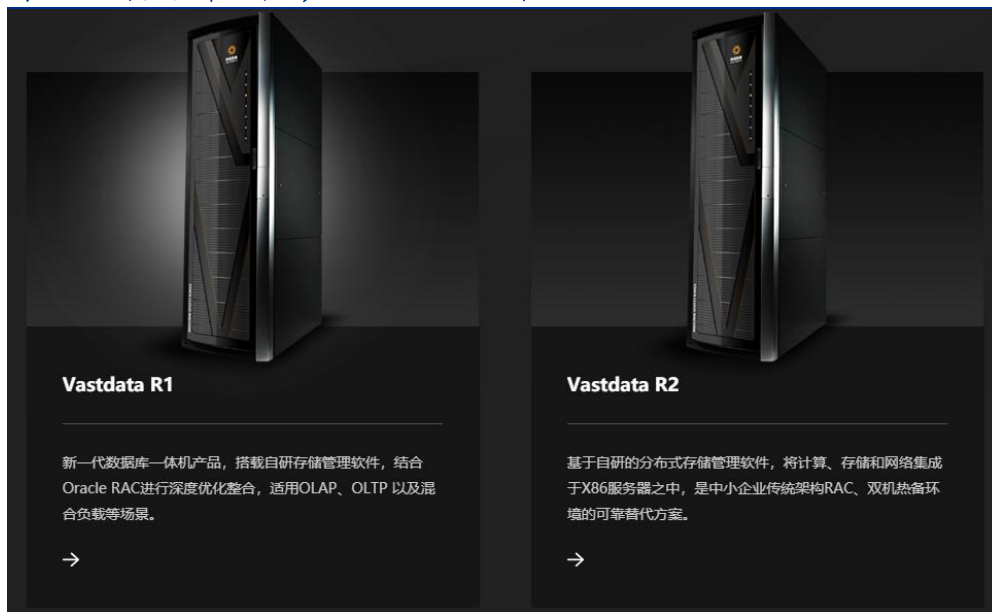 Vastdata R1
新一代数据库一体机产品，搭载自研存储管理软件，结合
Oracle RAC进行深度优化整合，适用OLAP、OLTP 以及混
合负载等场景。
Vastdata R2
基于自研的分布式存储管理软件，将计算、存储和网络集成
于X86服务器之中，是中小企业传统架构RAC、双机热备环
境的可靠替代方案。